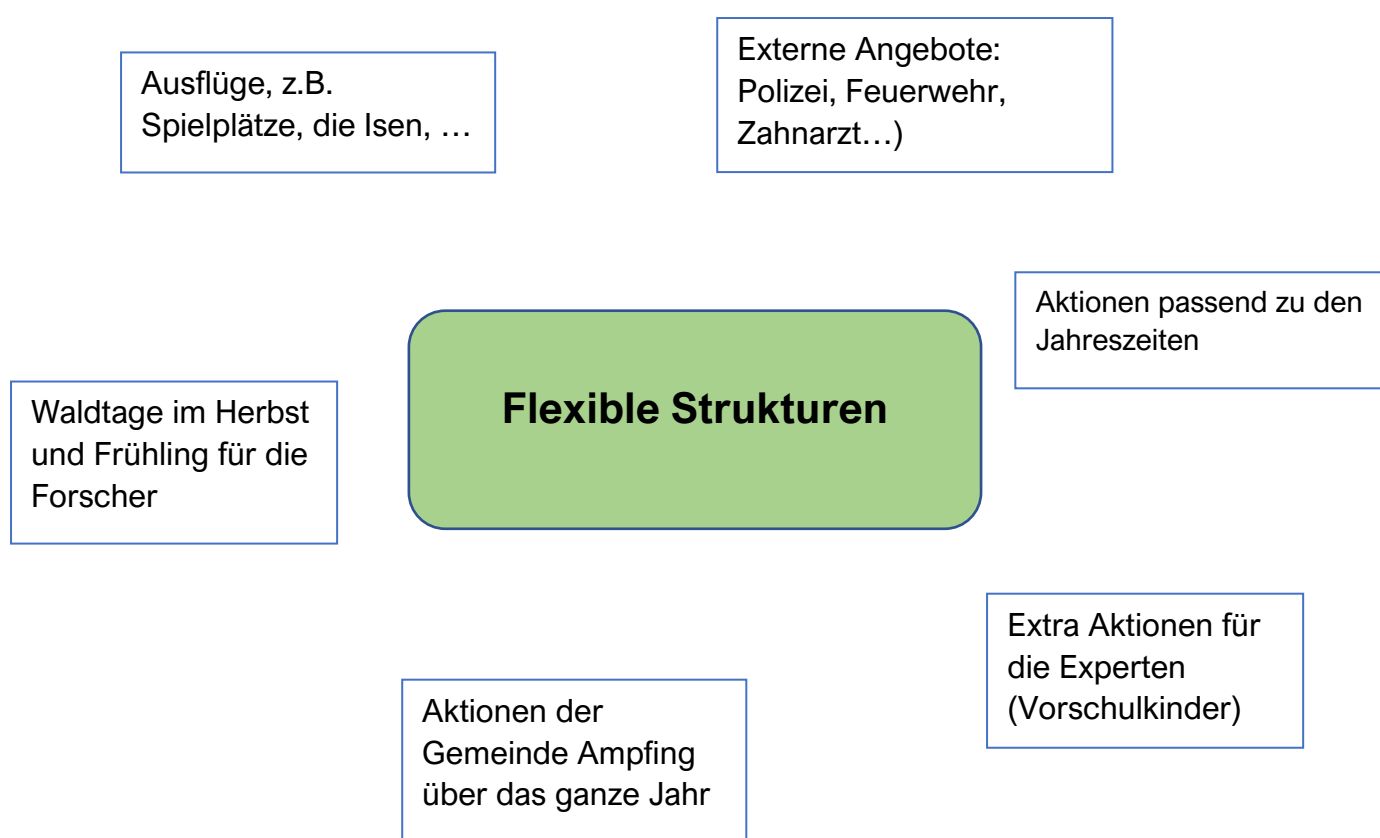 Ausflüge, z.B.
Spielplätze, die Isen, …
Externe Angebote:
Polizei, Feuerwehr,
Zahnarzt…)
Aktionen passend zu den
Jahreszeiten
Flexible Strukturen
Waldtage im Herbst
und Frühling für die
Forscher
Extra Aktionen für
die Experten
(Vorschulkinder)
Aktionen der
Gemeinde Ampfing
über das ganze Jahr